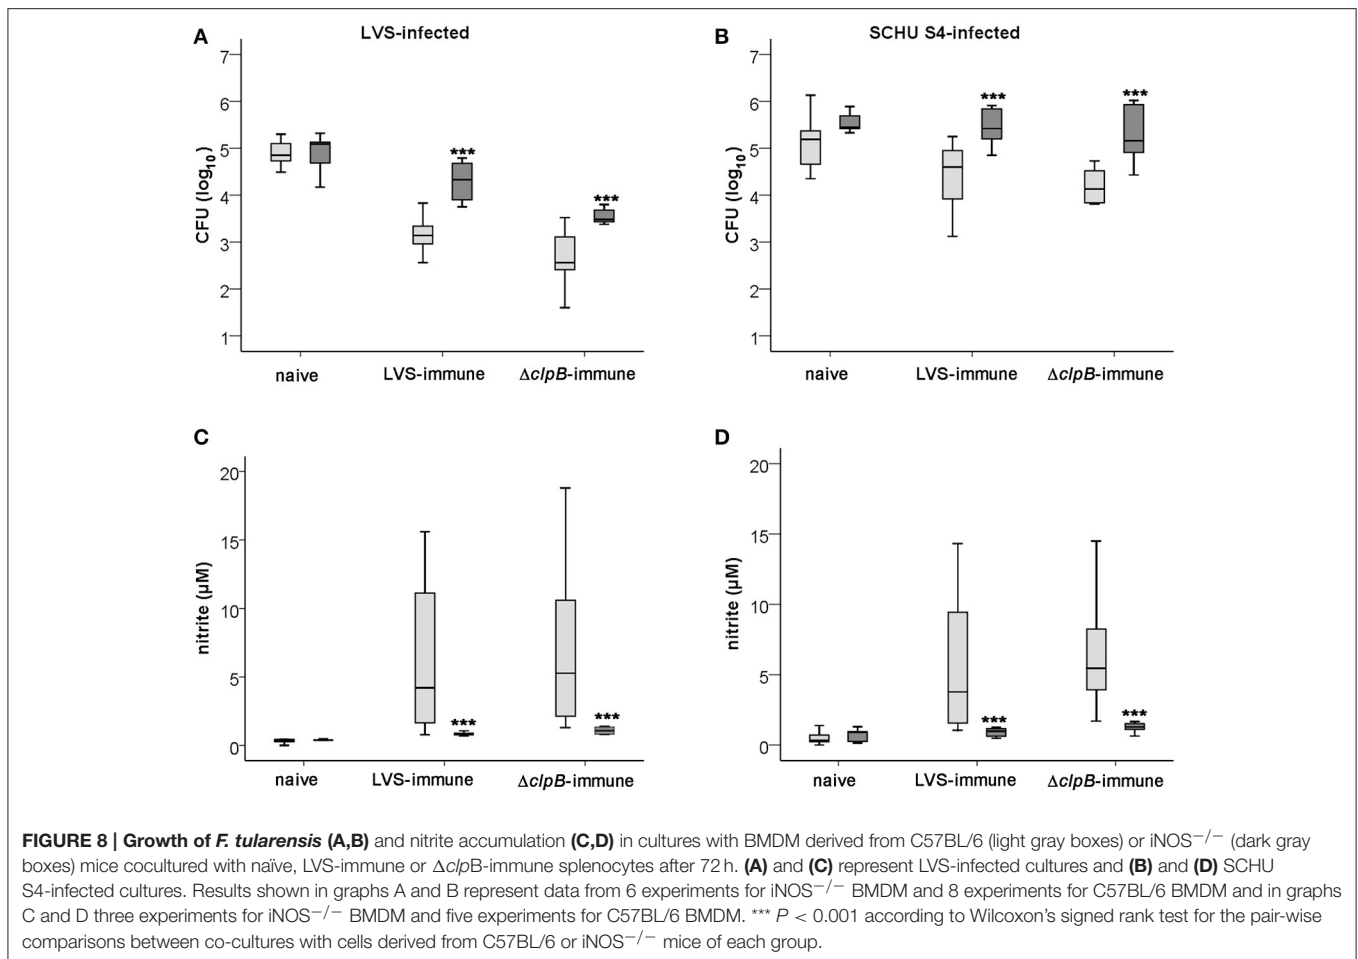 A
LVS-infected
7
6
5
4
3
2
1
CFU (log10)
***
***
naive
LVS-immune
ΔclpB-immune
B
SCHU S4-infected
7
6
5
4
3
2
1
CFU (log10)
***
***
naive
LVS-immune
ΔclpB-immune
C
20
15
10
5
0
nitrite (µM)
***
***
naive
LVS-immune
ΔclpB-immune
D
20
15
10
5
0
nitrite (µM)
***
***
naive
LVS-immune
ΔclpB-immune
FIGURE 8 | Growth of F. tularensis (A,B) and nitrite accumulation (C,D) in cultures with BMDM derived from C57BL/6 (light gray boxes) or iNOS−/− (dark gray
boxes) mice cocultured with naïve, LVS-immune or ΔclpB-immune splenocytes after 72 h. (A) and (C) represent LVS-infected cultures and (B) and (D) SCHU
S4-infected cultures. Results shown in graphs A and B represent data from 6 experiments for iNOS−/− BMDM and 8 experiments for C57BL/6 BMDM and in graphs
C and D three experiments for iNOS−/− BMDM and five experiments for C57BL/6 BMDM. *** P < 0.001 according to Wilcoxon's signed rank test for the pair-wise
comparisons between co-cultures with cells derived from C57BL/6 or iNOS−/− mice of each group.